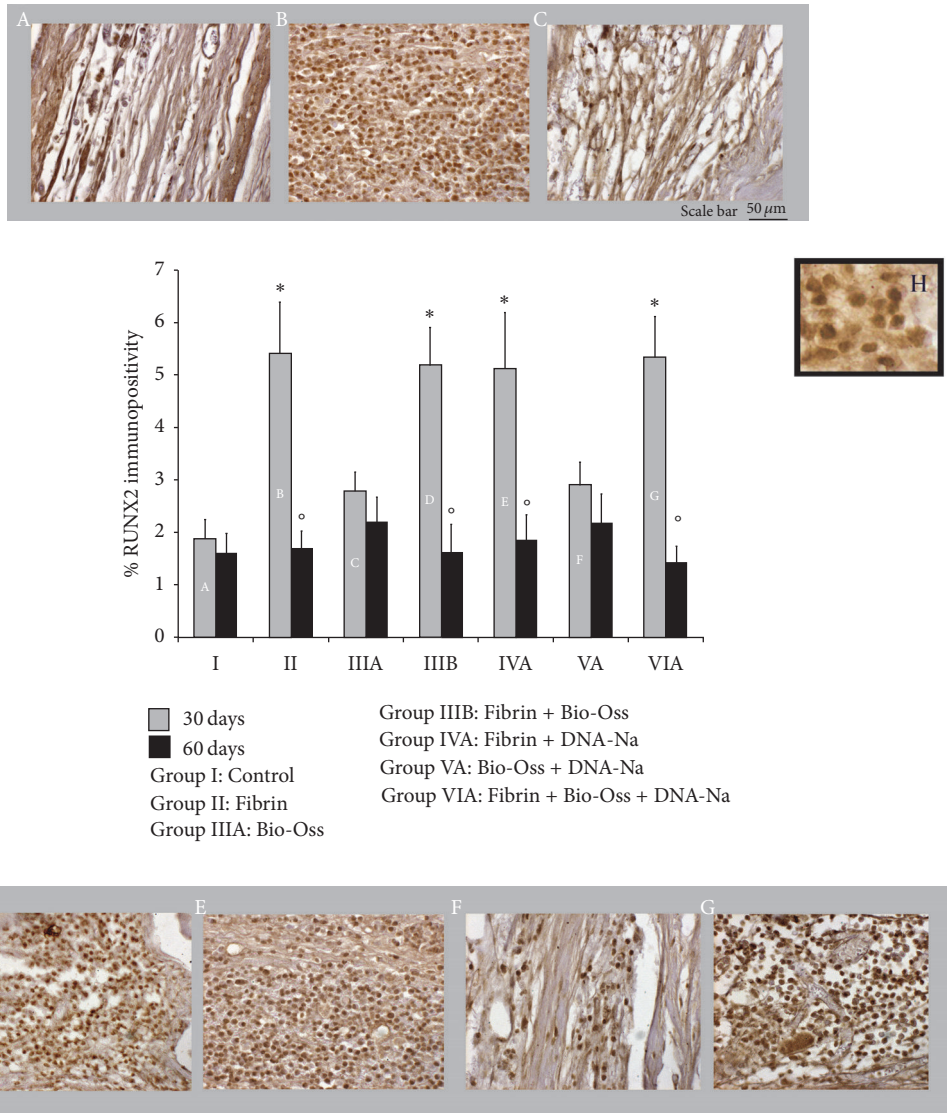 A B C
Scale bar 50 μm
H
% RUNX2 immunopositivity
7
6
5
4
3
2
1
0
* * * *
° ° ° °
A B C D E F G
I II IIIA IIIB IVA VA VIA
30 days
60 days
Group I: Control
Group II: Fibrin
Group IIIA: Bio-Oss
Group IIIB: Fibrin + Bio-Oss
Group IVA: Fibrin + DNA-Na
Group VA: Bio-Oss + DNA-Na
Group VIA: Fibrin + Bio-Oss + DNA-Na
E F G